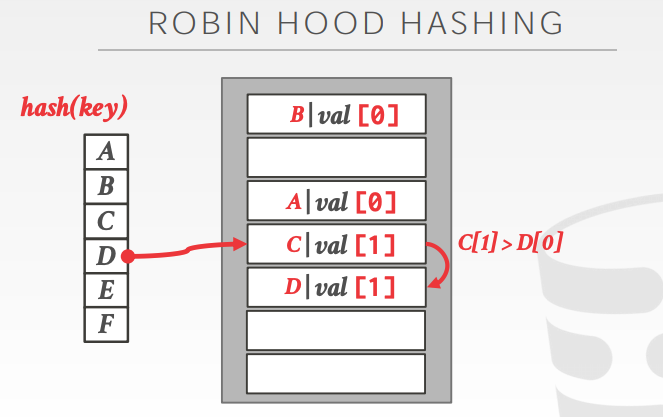 ROBIN HOOD HASHING
hash(key)
A
B
C
D
E
F
B|val [0]
A|val [0]
C|val [1]
D|val [1]
C[1] > D[0]